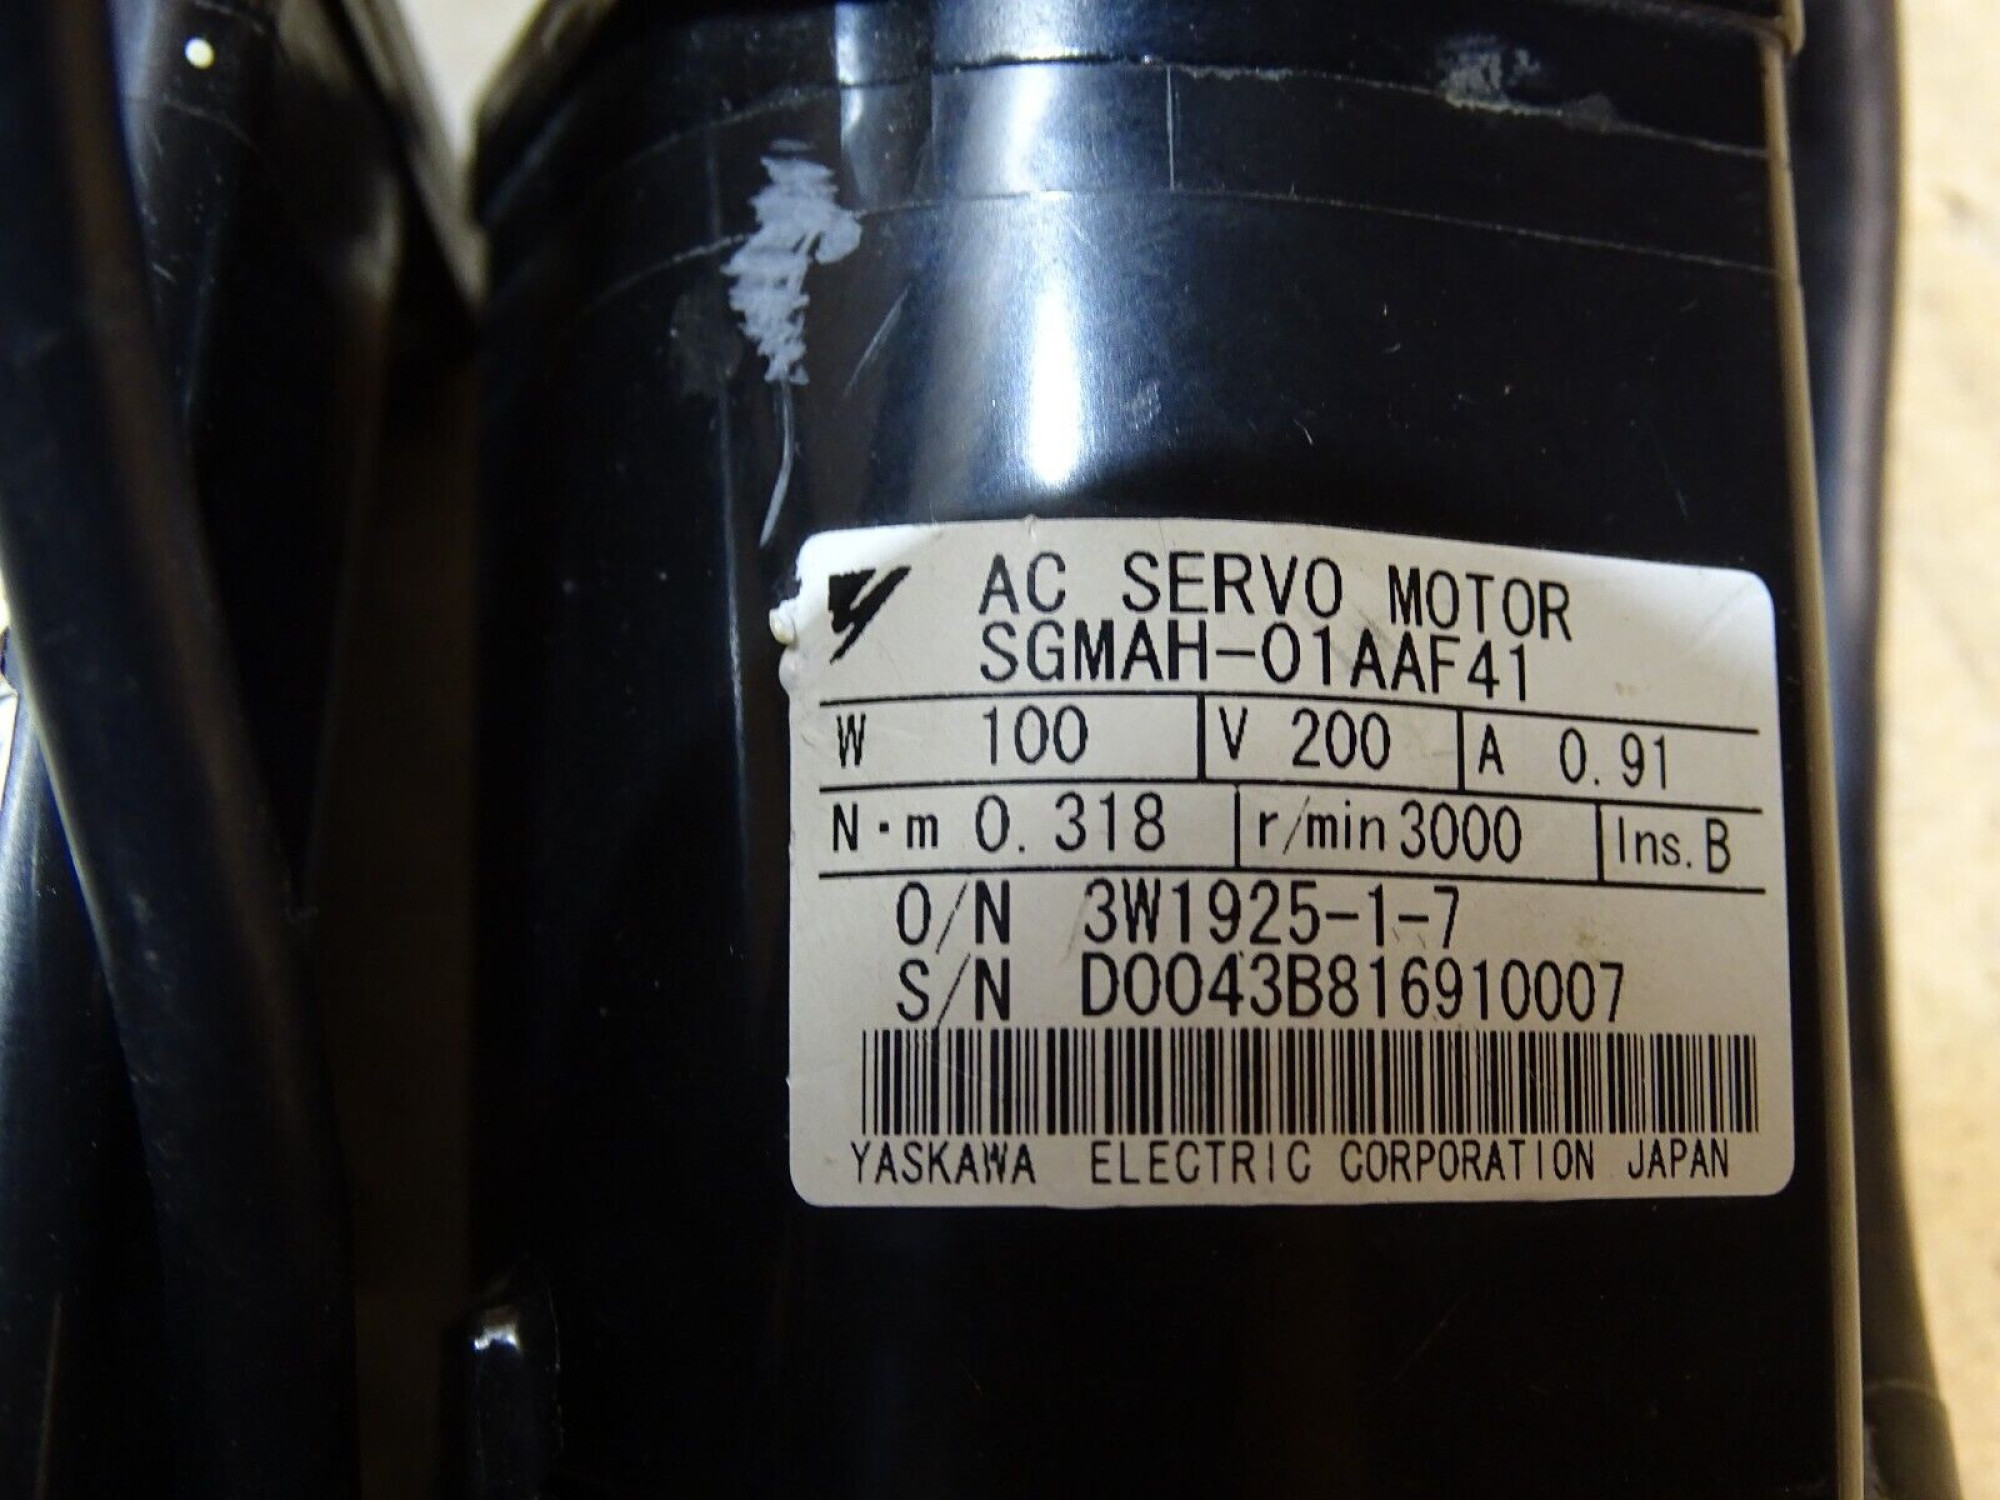 AC SERVO MOTOR
SGMAH-01AAF41
W 100 V 200 A 0.91
N·m 0.318 r/min 3000 Ins. B
O/N 3W1925-1-7
S/N D0043B816910007
YASKAWA ELECTRIC CORPORATION JAPAN